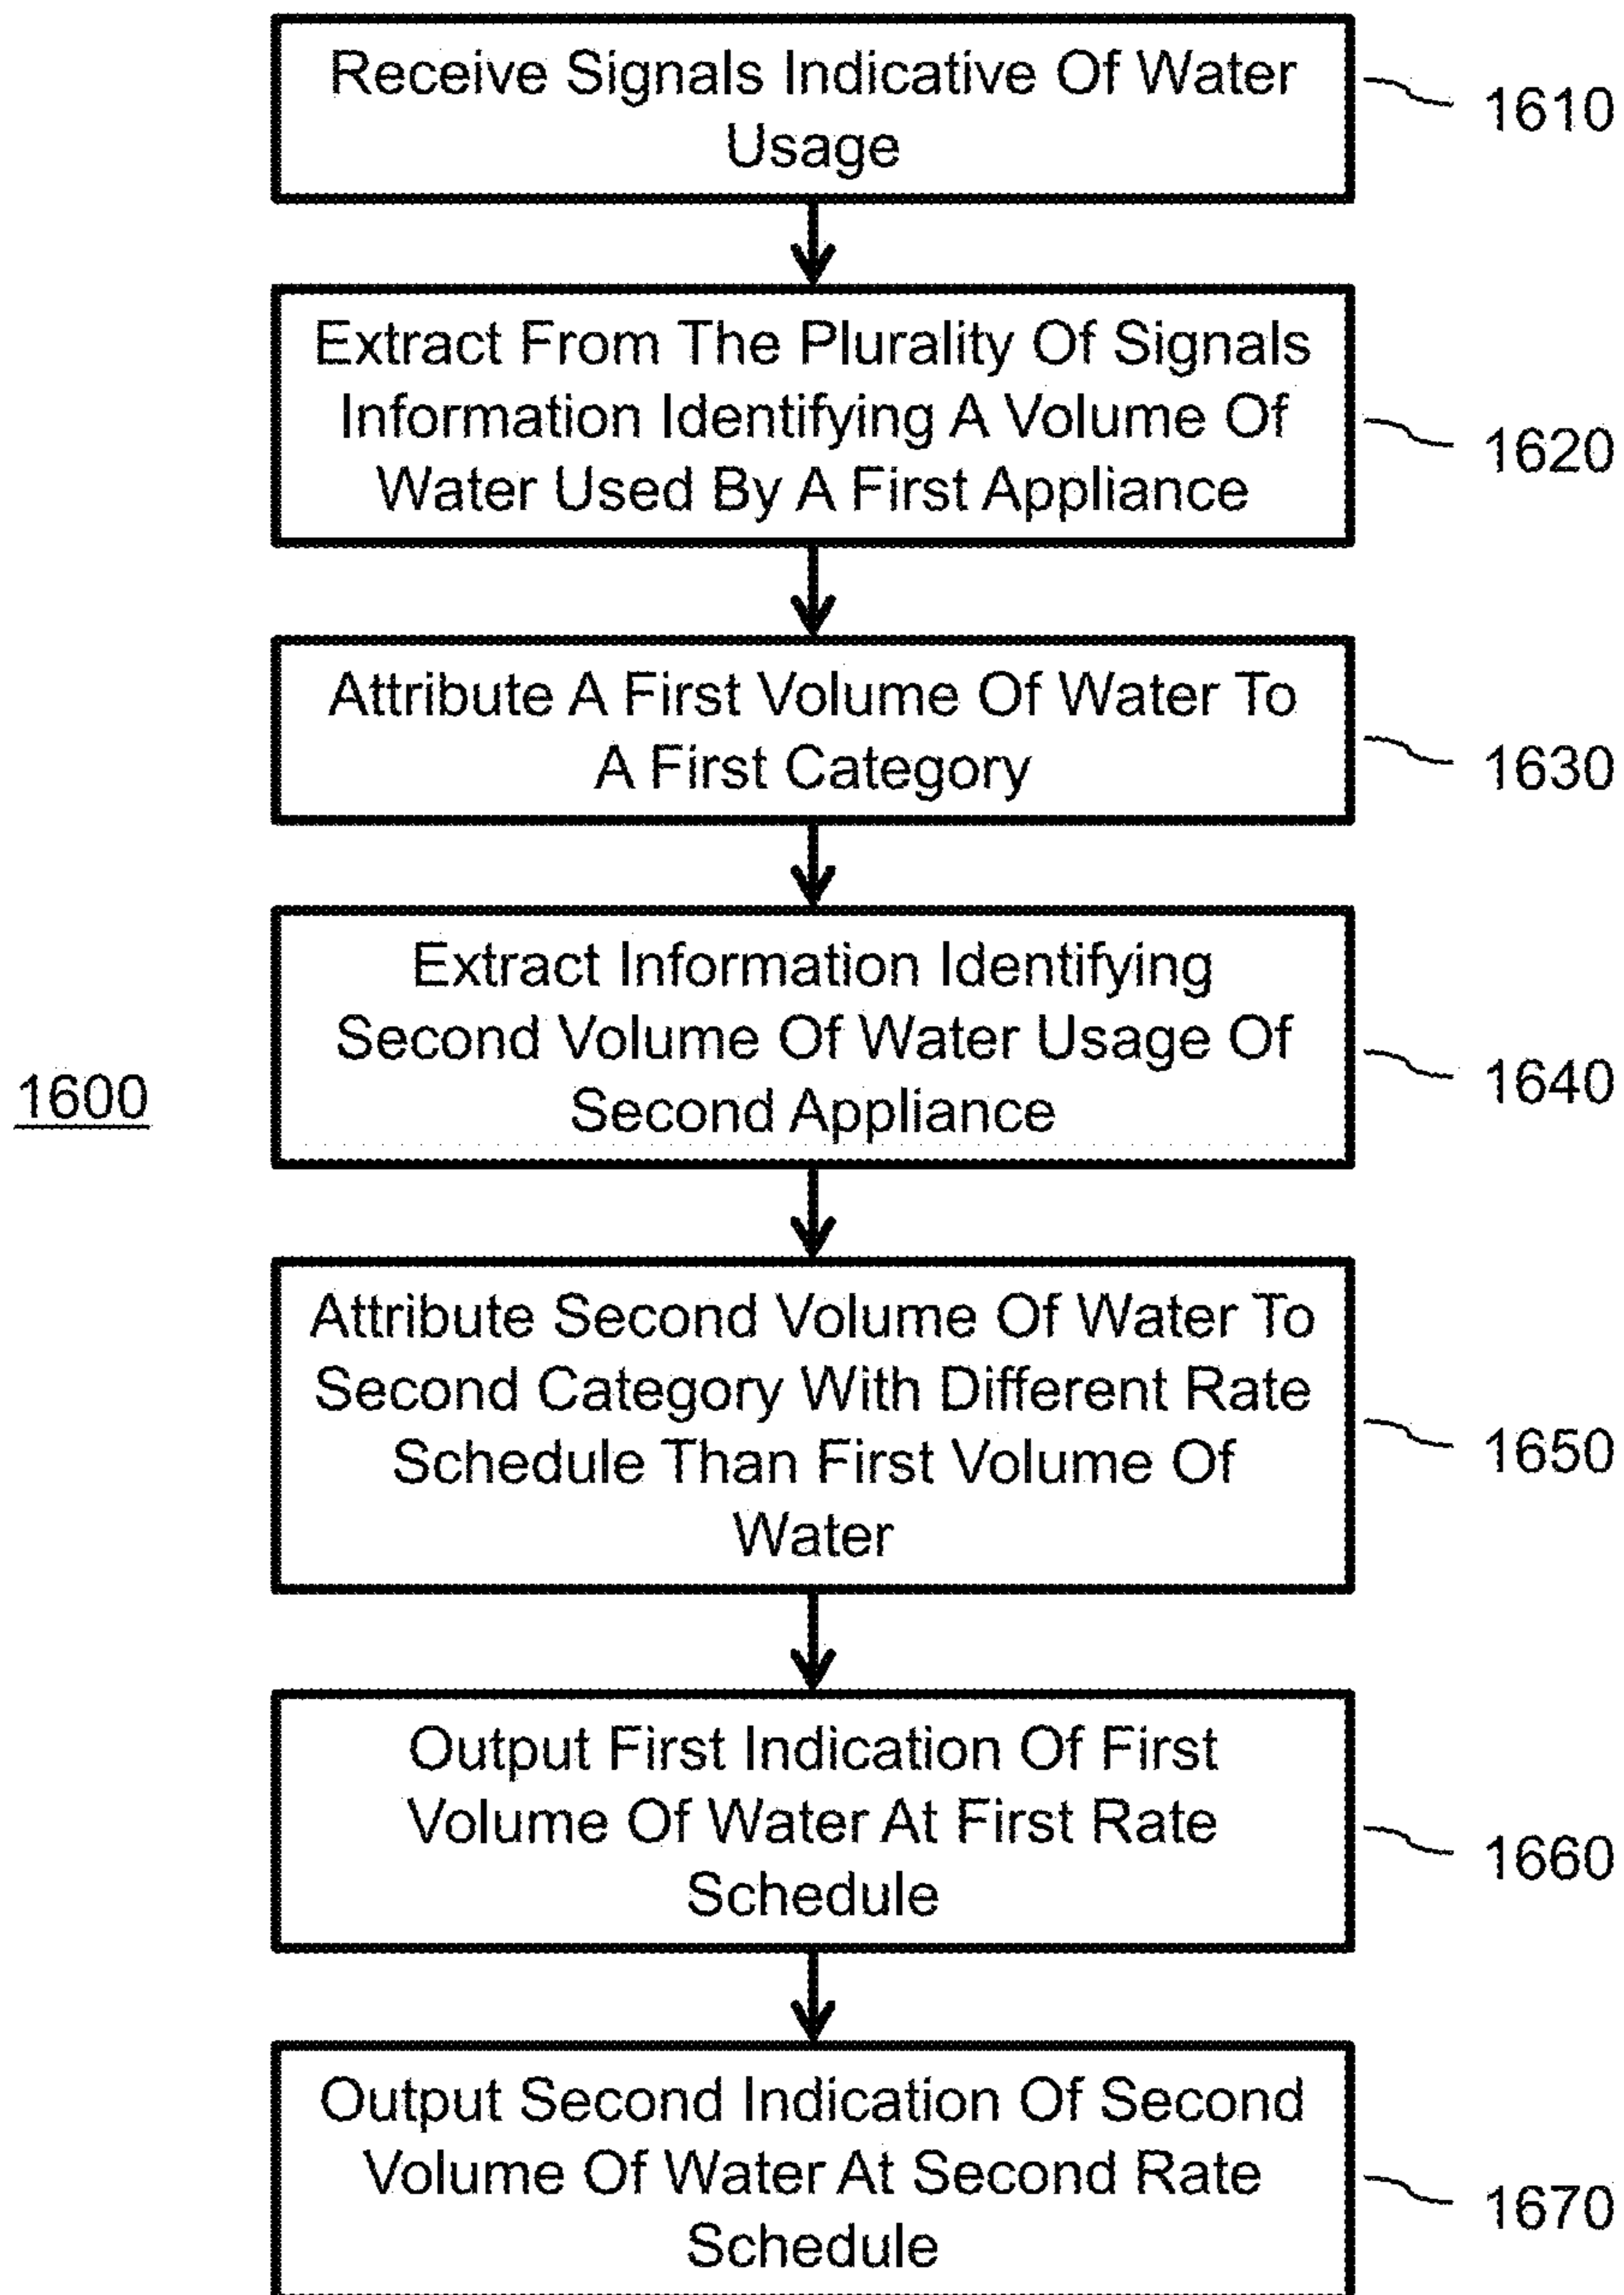 Receive Signals Indicative Of Water
Usage
1610
Extract From The Plurality Of Signals
Information Identifying A Volume Of
Water Used By A First Appliance
1620
Attribute A First Volume Of Water To
A First Category
1630
Extract Information Identifying
Second Volume Of Water Usage Of
Second Appliance
1640
1600
Attribute Second Volume Of Water To
Second Category With Different Rate
Schedule Than First Volume Of
Water
1650
Output First Indication Of First
Volume Of Water At First Rate
Schedule
1660
Output Second Indication Of Second
Volume Of Water At Second Rate
Schedule
1670